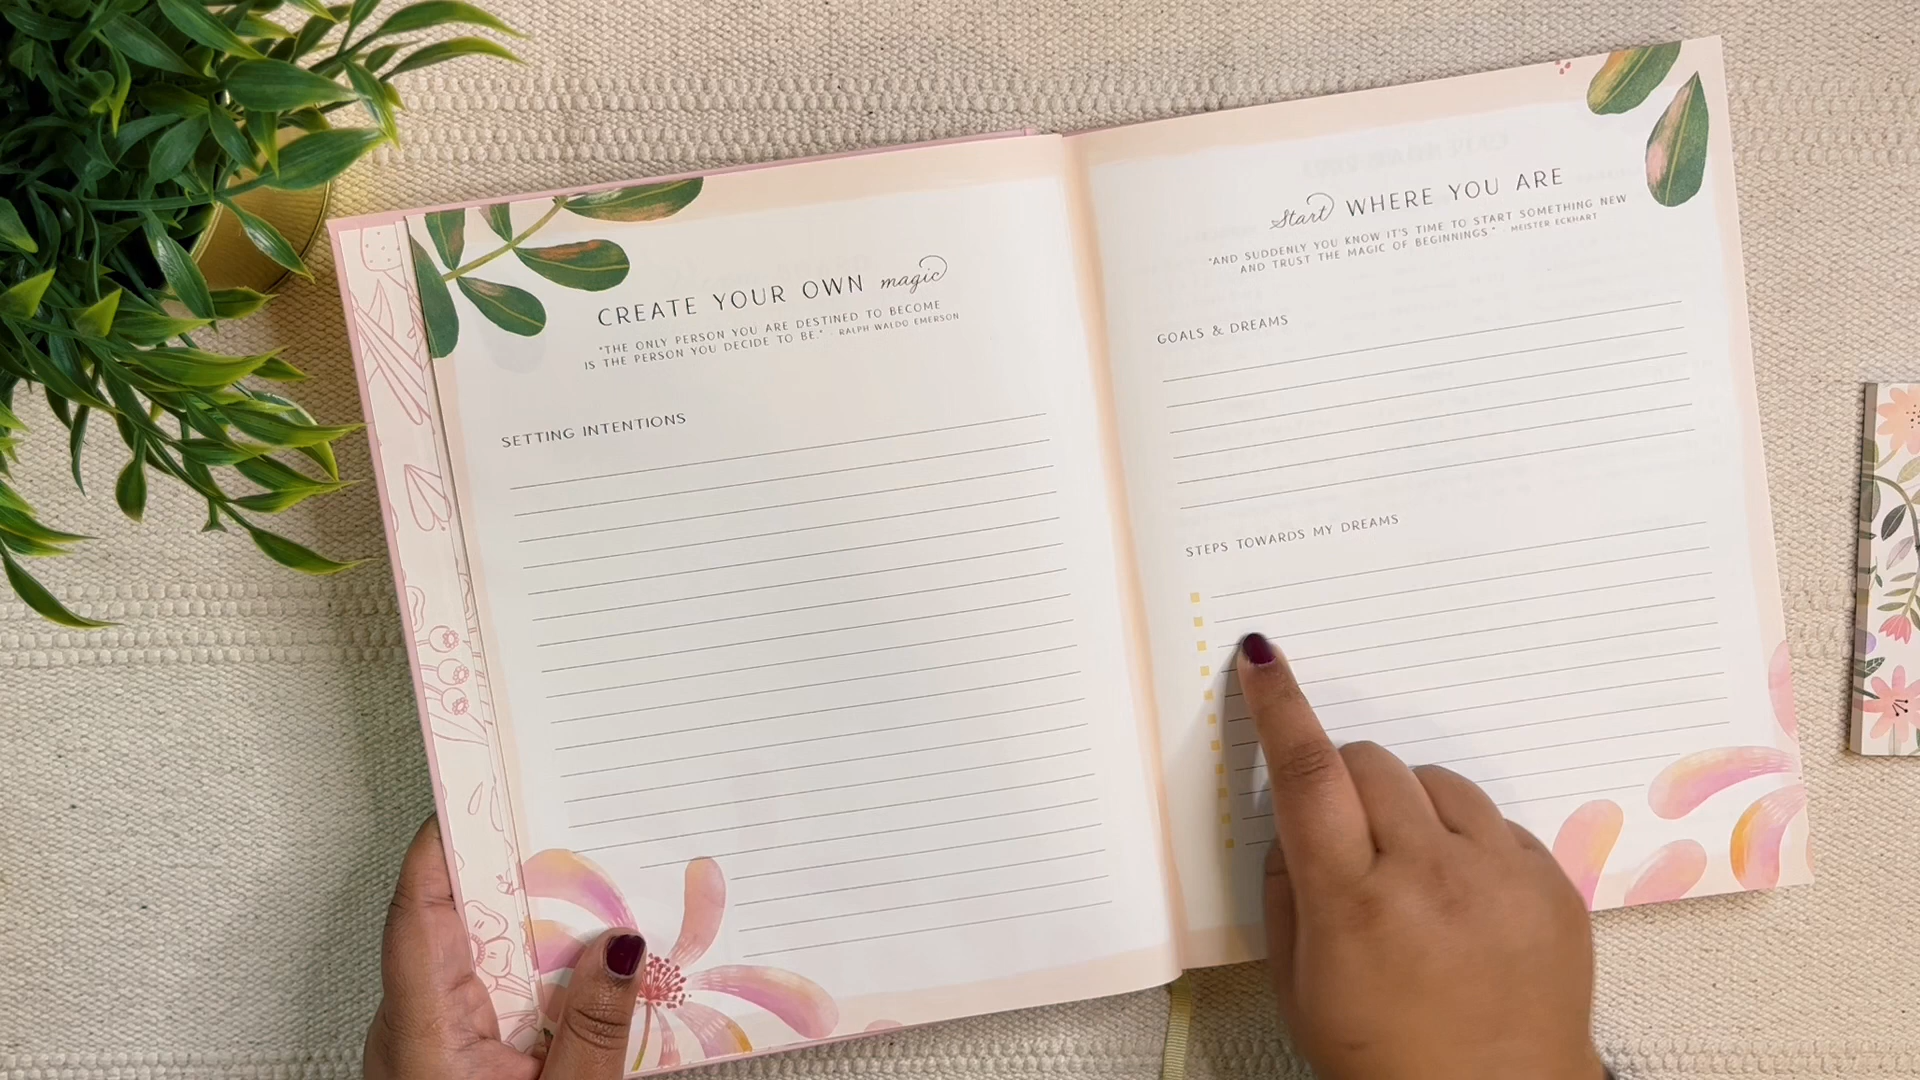 CREATE YOUR OWN magic
"THE ONLY PERSON YOU ARE DESTINED TO BECOME
IS THE PERSON YOU DECIDE TO BE." · RALPH WALDO EMERSON
SETTING INTENTIONS
Start WHERE YOU ARE
"AND SUDDENLY YOU KNOW IT'S TIME TO START SOMETHING NEW
AND TRUST THE MAGIC OF BEGINNINGS." · MEISTER ECKHART
GOALS & DREAMS
STEPS TOWARDS MY DREAMS